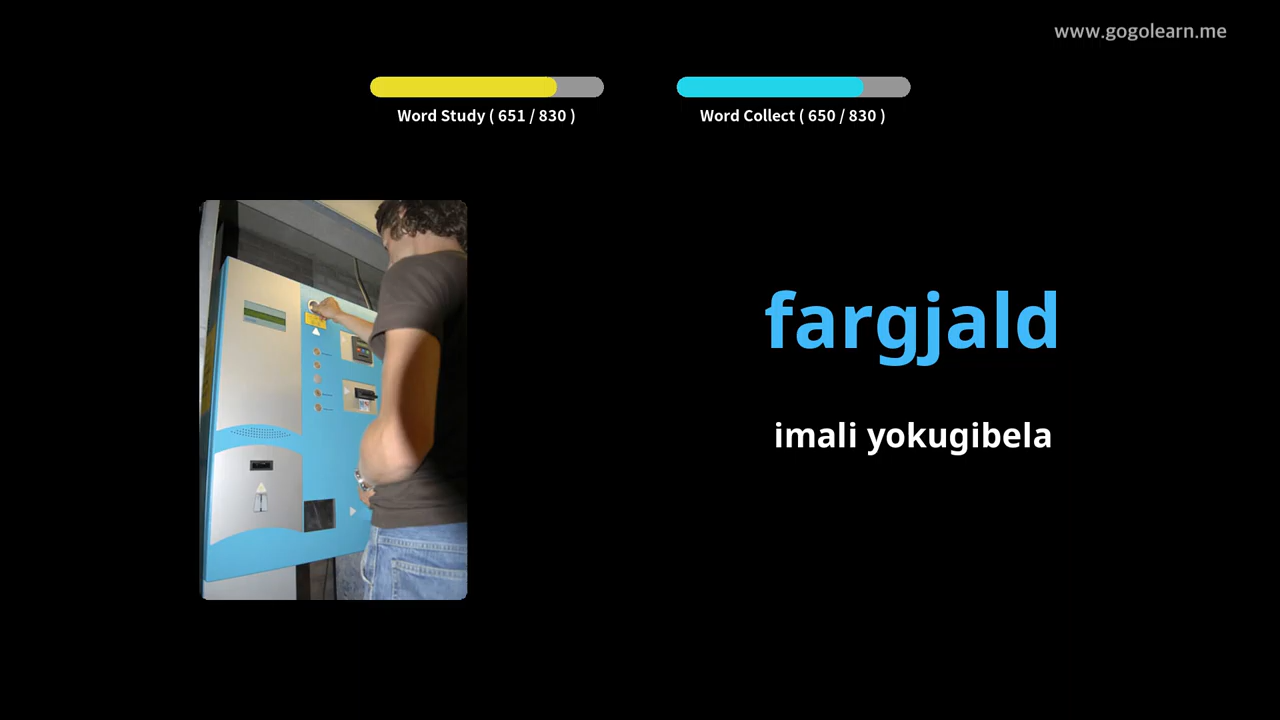 www.gogolearn.me
Word Study ( 651 / 830 )
Word Collect ( 650 / 830 )
fargjald
imali yokugibela